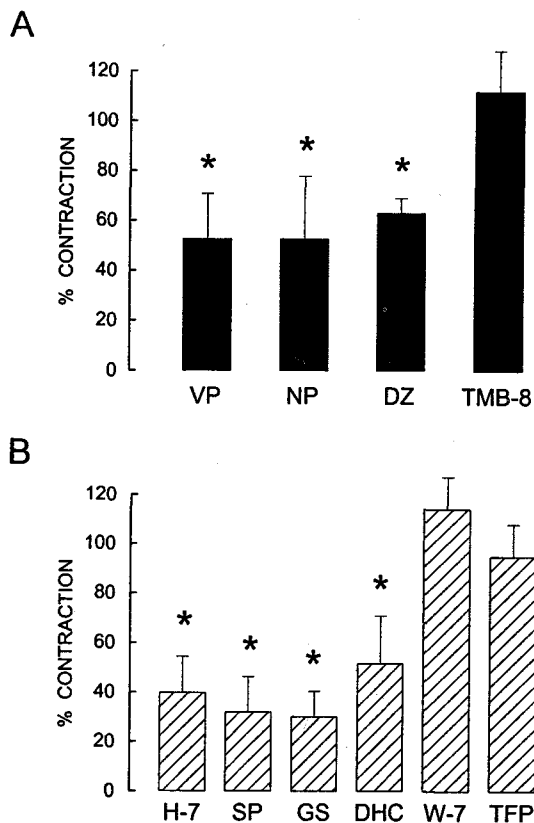 A
% CONTRACTION
120
100
80
60
40
20
0
* * *
VP NP DZ TMB-8
B
% CONTRACTION
120
100
80
60
40
20
0
* * * *
H-7 SP GS DHC W-7 TFP